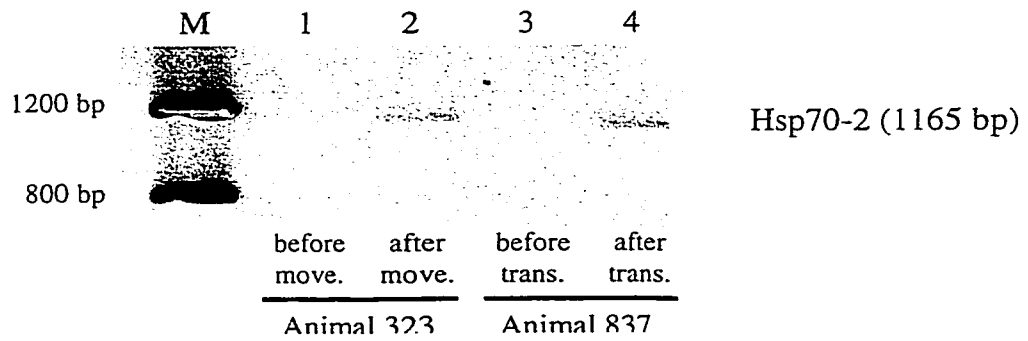 M 1 2 3 4
1200 bp
Hsp70-2 (1165 bp)
800 bp
before after before after
move. move. trans. trans.
Animal 323 Animal 837